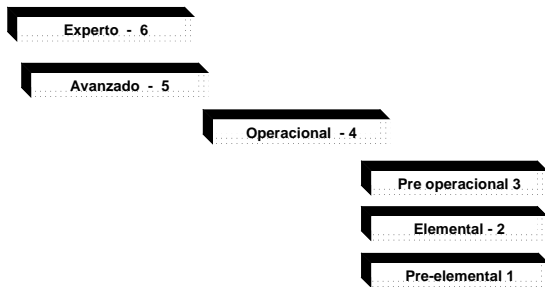 Experto - 6
Avanzado - 5
Operacional - 4
Pre operacional 3
Elemental - 2
Pre-elemental 1